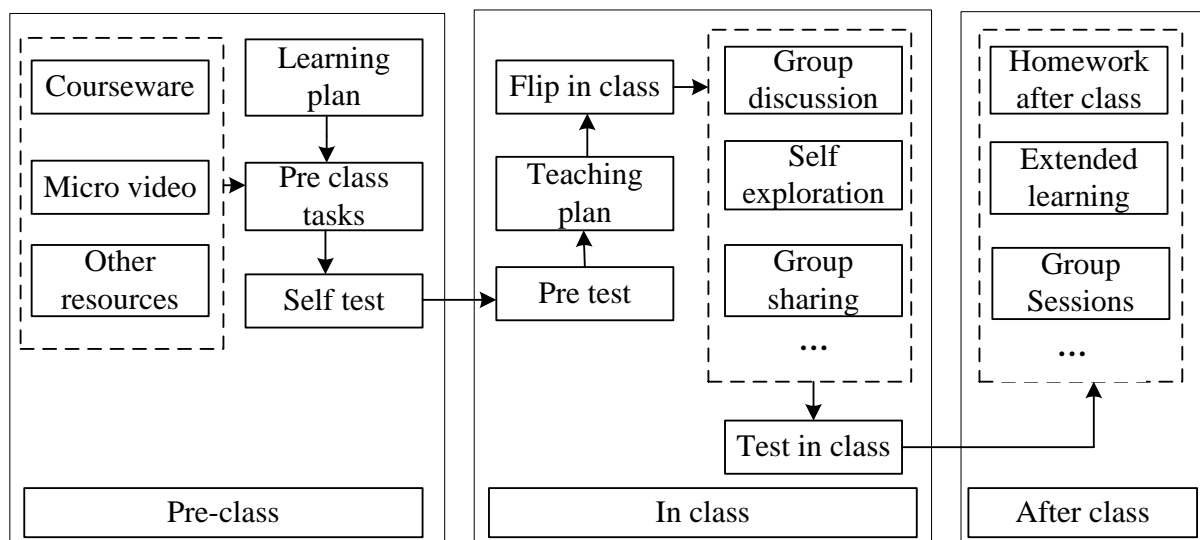 Courseware
Micro video
Other
resources
Learning
plan
Pre class
tasks
Self test
Pre-class
Flip in class
Teaching
plan
Pre test
Group
discussion
Self
exploration
Group
sharing
...
Test in class
In class
Homework
after class
Extended
learning
Group
Sessions
...
After class